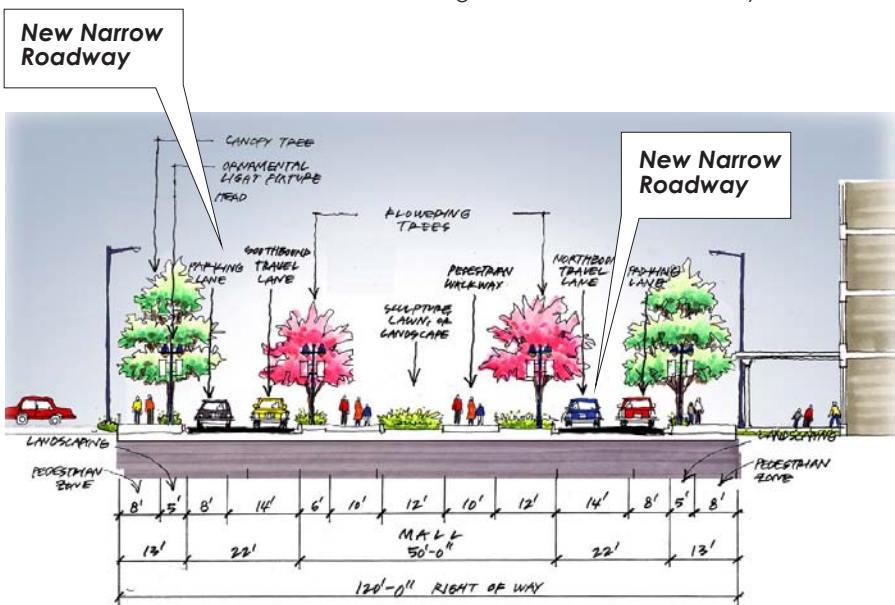 New Narrow
Roadway
CANOPY TREE
ORNAMENTAL
LIGHT FIXTURE
HEAD
New Narrow
Roadway
FLOWERING
TREES
PARKING
LANE
SOUTHBOUND
TRAVEL
LANE
SCULPTURE,
LAWN, OR
LANDSCAPE
PEDESTRIAN
WALKWAY
NORTHBOUND
TRAVEL
LANE
PARKING
LANE
LANDSCAPING
LANDSCAPING
PEDESTRIAN
ZONE
PEDESTRIAN
ZONE
8' 5' 8' 14' 6' 10' 12' 10' 12' 14' 8' 5' 8'
MALL
13' 22' 50'-0" 22' 13'
120'-0" RIGHT OF WAY